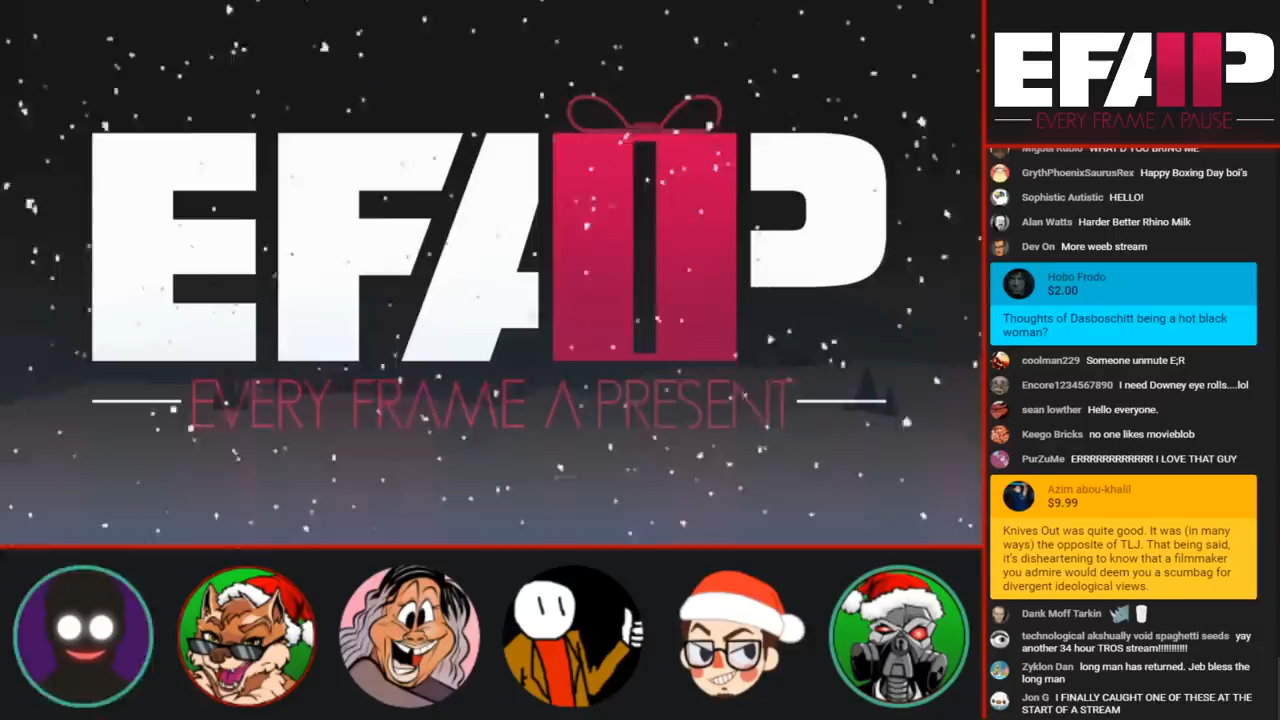 EFAP
EVERY FRAME A PRESENT
EFAP
EVERY FRAME A PAUSE
Miguel Rubio WHAT'D YOU BRING ME
GrythPhoenixSaurusRex Happy Boxing Day boi's
Sophistic Autistic HELLO!
Alan Watts Harder Better Rhino Milk
Dev On More weeb stream
Hobo Frodo
$2.00
Thoughts of Dasboschitt being a hot black
woman?
coolman229 Someone unmute E;R
Encore1234567890 I need Downey eye rolls....lol
sean lowther Hello everyone.
Keego Bricks no one likes movieblob
PurZuMe ERRRRRRRRRRR I LOVE THAT GUY
Azim abou-khalil
$9.99
Knives Out was quite good. It was (in many
ways) the opposite of TLJ. That being said,
it's disheartening to know that a filmmaker
you admire would deem you a scumbag for
divergent ideological views.
Dank Moff Tarkin
technological akshually void spaghetti seeds yay
another 34 hour TROS stream!!!!!!!!!!!
Zyklon Dan long man has returned. Jeb bless the
long man
Jon G I FINALLY CAUGHT ONE OF THESE AT THE
START OF A STREAM